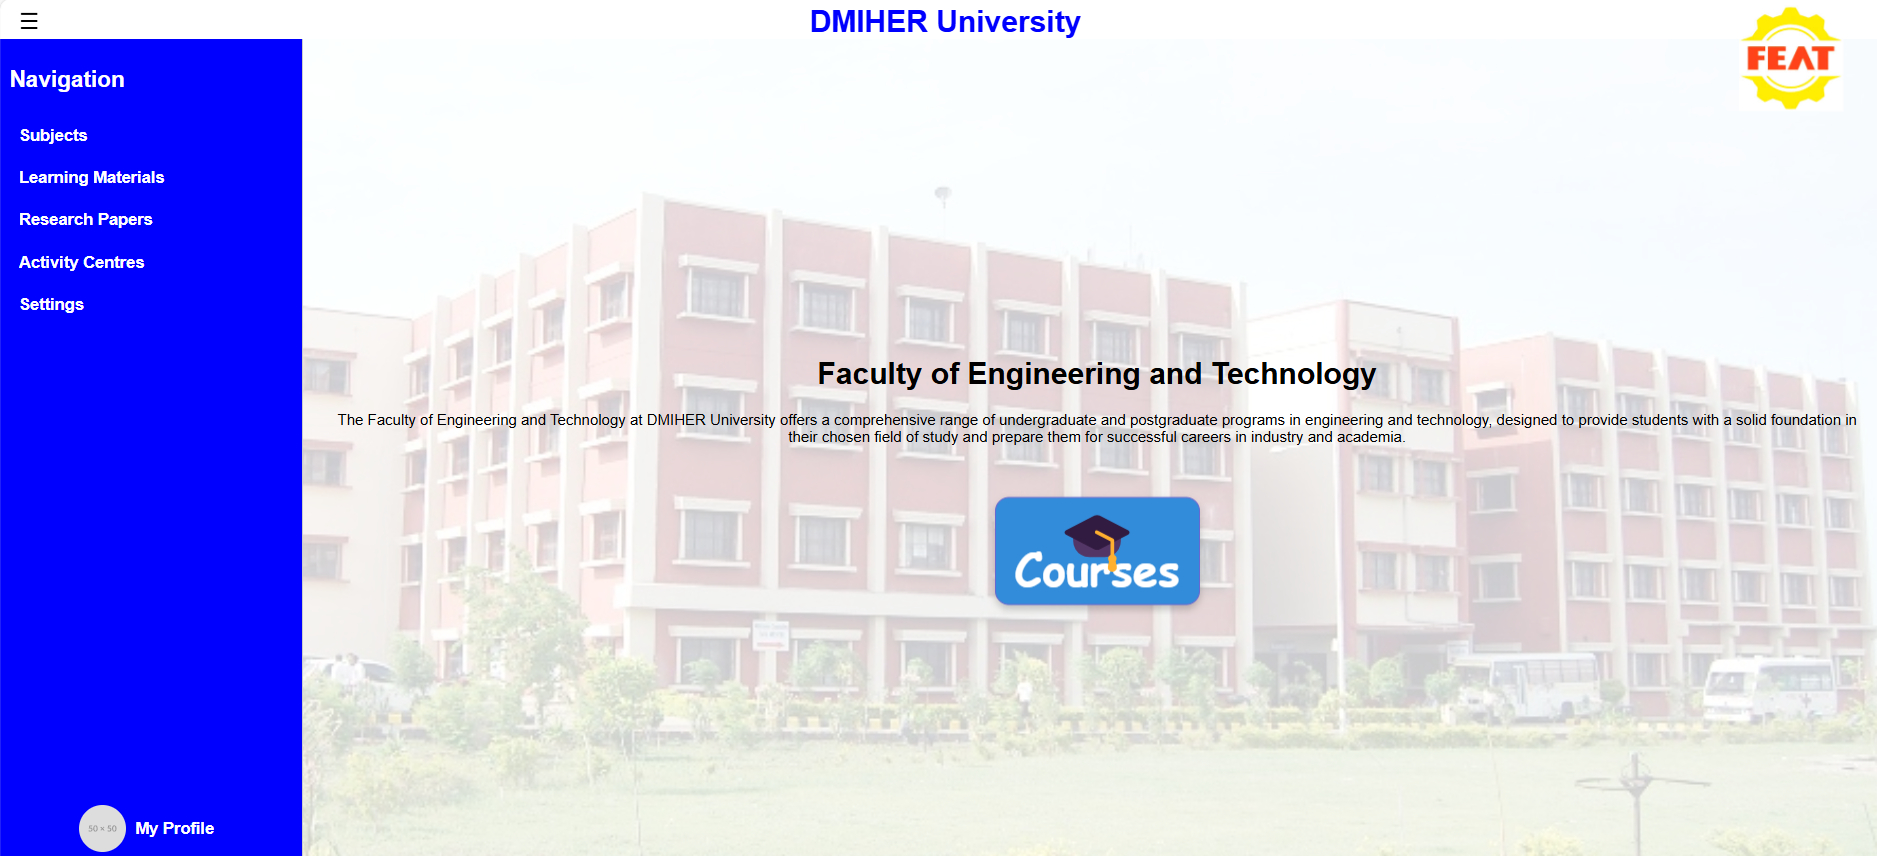 ☰
DMIHER University
FEAT
Navigation
Subjects
Learning Materials
Research Papers
Activity Centres
Settings
Faculty of Engineering and Technology
The Faculty of Engineering and Technology at DMIHER University offers a comprehensive range of undergraduate and postgraduate programs in engineering and technology, designed to provide students with a solid foundation in
their chosen field of study and prepare them for successful careers in industry and academia.
Courses
50 × 50
My Profile